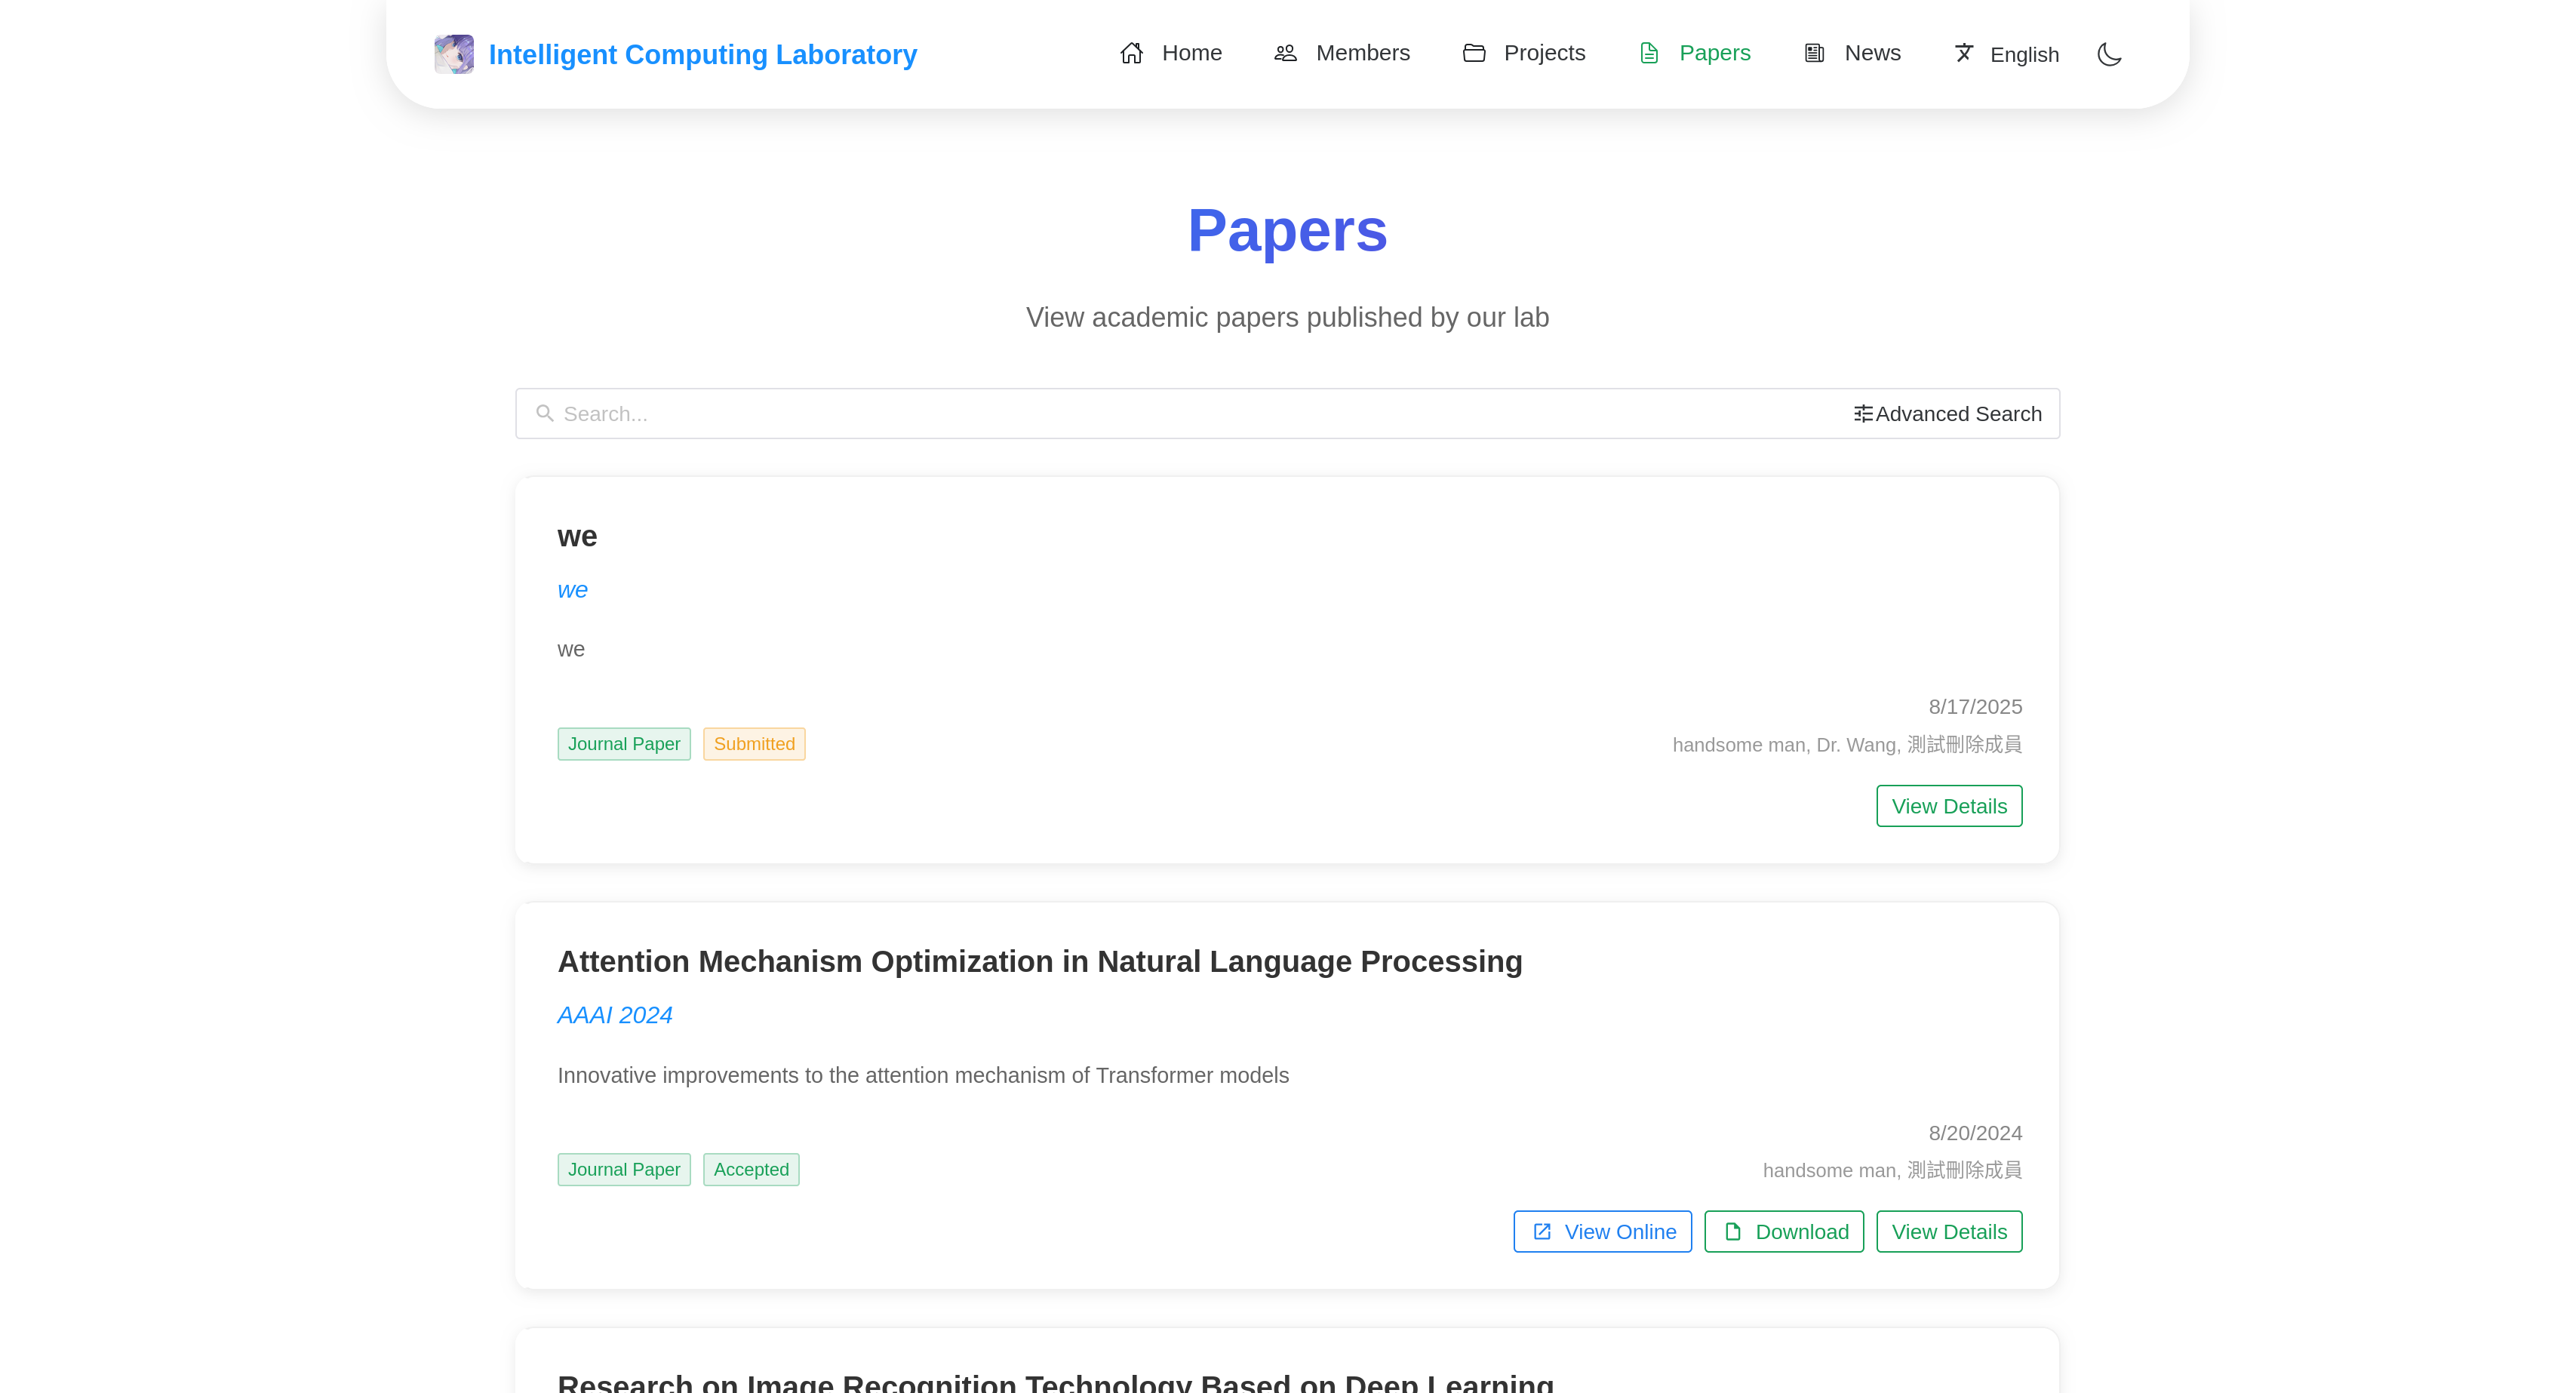 Intelligent Computing Laboratory
Home
Members
Projects
Papers
News
English
Papers
View academic papers published by our lab
Search...
Advanced Search
we
we
we
8/17/2025
Journal Paper
Submitted
handsome man, Dr. Wang, 測試刪除成員
View Details
Attention Mechanism Optimization in Natural Language Processing
AAAI 2024
Innovative improvements to the attention mechanism of Transformer models
8/20/2024
Journal Paper
Accepted
handsome man, 測試刪除成員
View Online
Download
View Details
Research on Image Recognition Technology Based on Deep Learning